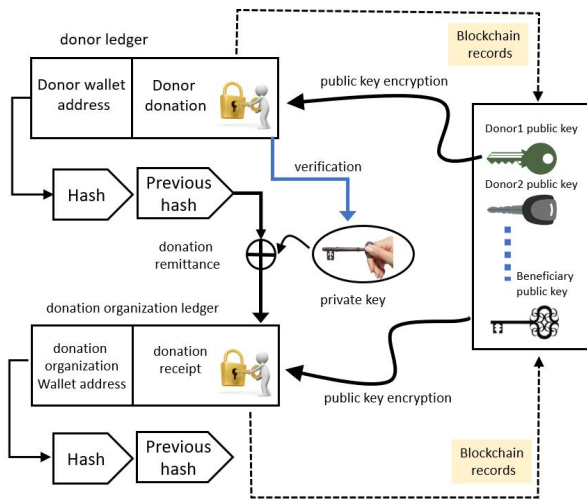 donor ledger
Blockchain
records
Donor wallet
address
Donor
donation
public key encryption
Donor1 public key
Donor2 public key
verification
Hash
Previous
hash
donation
remittance
private key
Beneficiary
public key
donation organization ledger
donation
organization
Wallet address
donation
receipt
public key encryption
Hash
Previous
hash
Blockchain
records